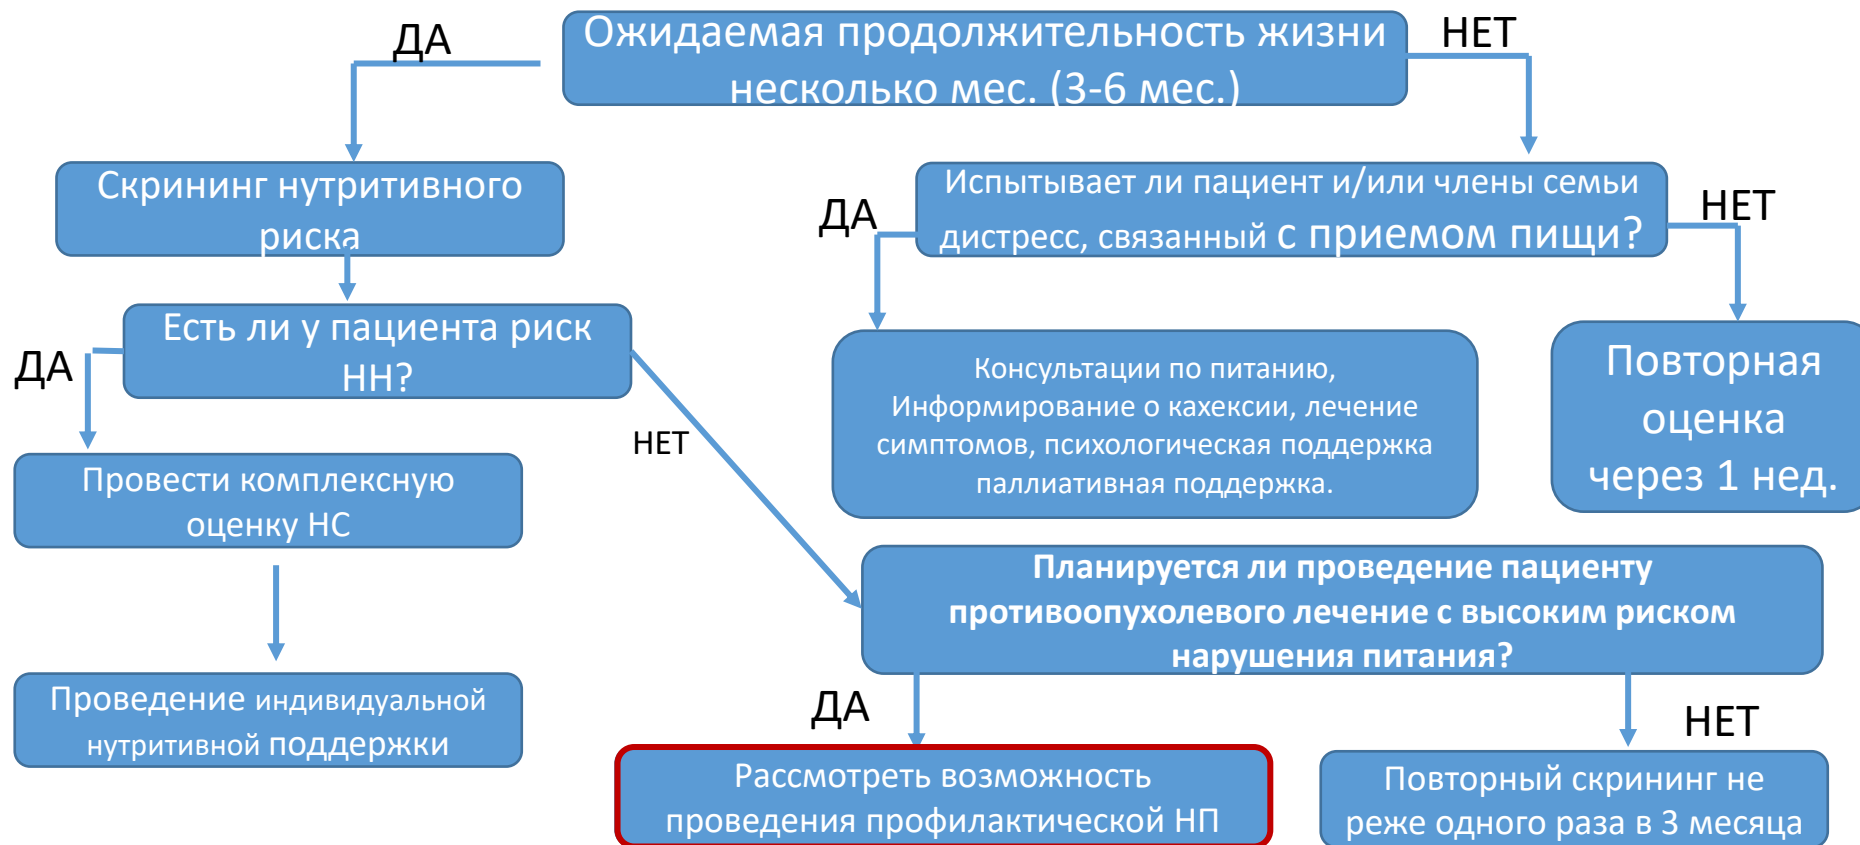 Ожидаемая продолжительность жизни
несколько мес. (3-6 мес.)
ДА
НЕТ
Скрининг нутритивного
риска
Испытывает ли пациент и/или члены семьи
дистресс, связанный с приемом пищи?
ДА
НЕТ
Есть ли у пациента риск
НН?
ДА
НЕТ
Консультации по питанию,
Информирование о кахексии, лечение
симптомов, психологическая поддержка
паллиативная поддержка.
Повторная
оценка
через 1 нед.
Провести комплексную
оценку НС
Планируется ли проведение пациенту
противоопухолевого лечение с высоким риском
нарушения питания?
Проведение индивидуальной
нутритивной поддержки
ДА
НЕТ
Рассмотреть возможность
проведения профилактической НП
Повторный скрининг не
реже одного раза в 3 месяца